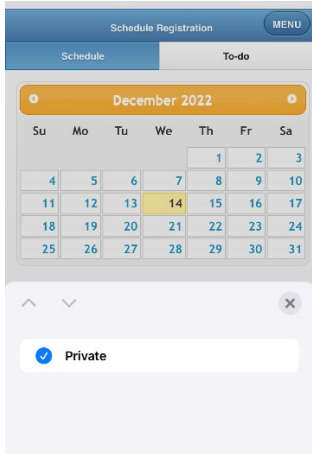 Schedule Registration
MENU
Schedule To-do
December 2022
Su Mo Tu We Th Fr Sa
1 2 3
4 5 6 7 8 9 10
11 12 13 14 15 16 17
18 19 20 21 22 23 24
25 26 27 28 29 30 31
Private